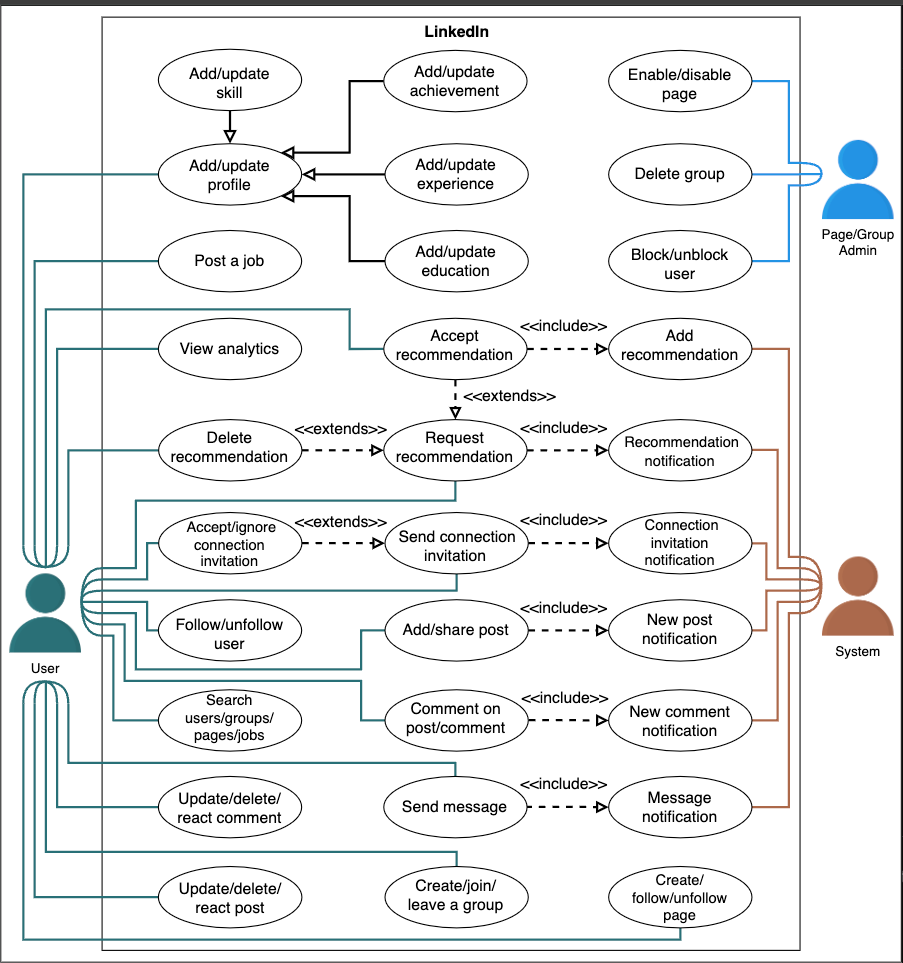 LinkedIn
Add/update
skill
Add/update
achievement
Enable/disable
page
Add/update
profile
Add/update
experience
Delete group
Page/Group
Admin
Post a job
Add/update
education
Block/unblock
user
View analytics
Accept
recommendation
<<include>>
Add
recommendation
<<extends>>
Delete
recommendation
<<extends>>
Request
recommendation
<<include>>
Recommendation
notification
Accept/ignore
connection
invitation
<<extends>>
Send connection
invitation
<<include>>
Connection
invitation
notification
User
Follow/unfollow
user
Add/share post
<<include>>
New post
notification
System
Search
users/groups/
pages/jobs
Comment on
post/comment
<<include>>
New comment
notification
Update/delete/
react comment
Send message
<<include>>
Message
notification
Update/delete/
react post
Create/join/
leave a group
Create/
follow/unfollow
page